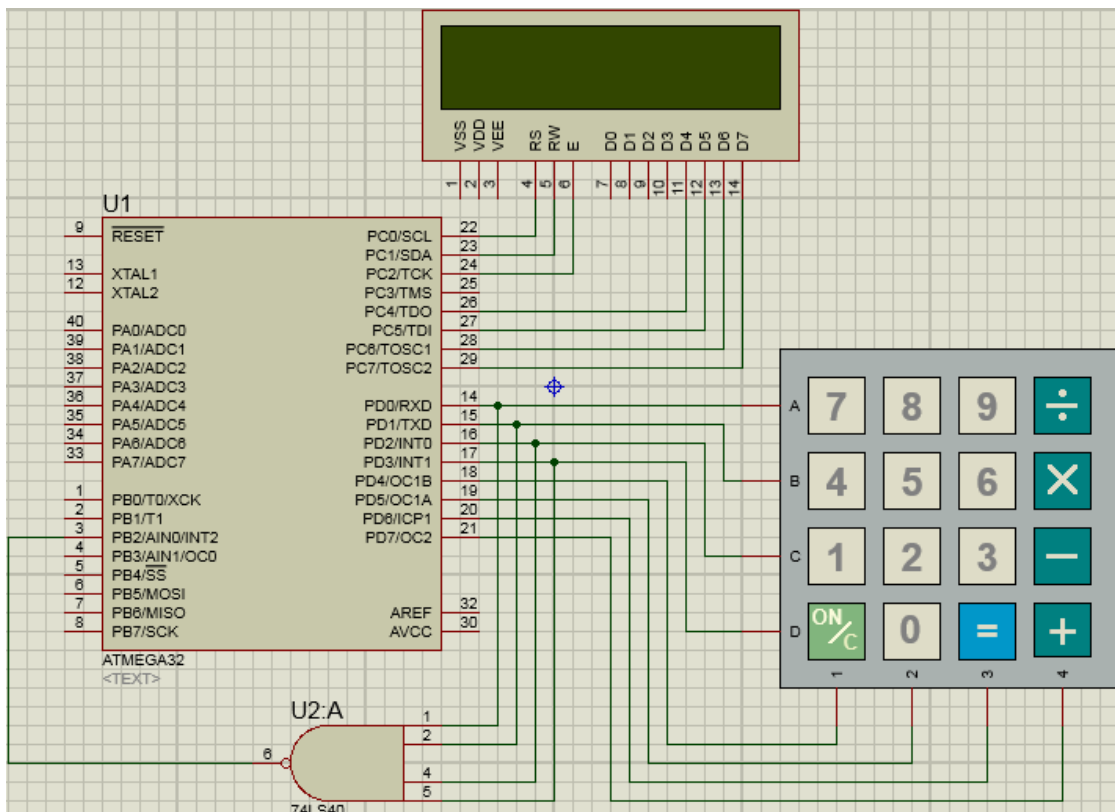 VSS VDD VEE RS RW E D0 D1 D2 D3 D4 D5 D6 D7
1 2 3 4 5 6 7 8 9 10 11 12 13 14
U1
9 RESET PC0/SCL 22
PC1/SDA 23
13 XTAL1 PC2/TCK 24
12 XTAL2 PC3/TMS 25
PC4/TDO 26
40 PA0/ADC0 PC5/TDI 27
39 PA1/ADC1 PC6/TOSC1 28
38 PA2/ADC2 PC7/TOSC2 29
37 PA3/ADC3
36 PA4/ADC4 PD0/RXD 14
35 PA5/ADC5 PD1/TXD 15
34 PA6/ADC6 PD2/INT0 16
33 PA7/ADC7 PD3/INT1 17
PD4/OC1B 18
1 PB0/T0/XCK PD5/OC1A 19
2 PB1/T1 PD6/ICP1 20
3 PB2/AIN0/INT2 PD7/OC2 21
4 PB3/AIN1/OC0
5 PB4/SS
6 PB5/MOSI
7 PB6/MISO AREF 32
8 PB7/SCK AVCC 30
ATMEGA32
<TEXT>
A 7 8 9 ÷
B 4 5 6 ×
C 1 2 3 −
D ON/C 0 = +
1 2 3 4
U2:A
1
2
6
4
5
74LS40